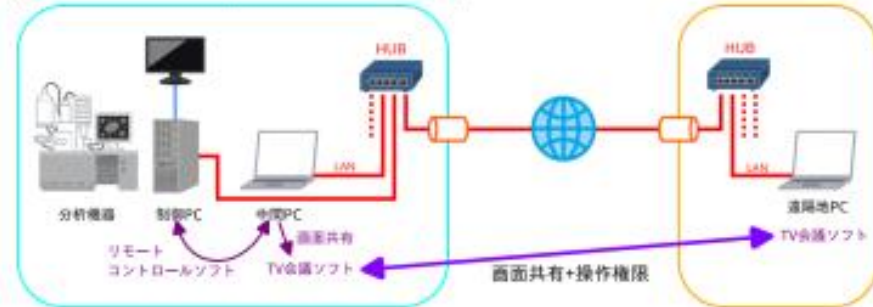 HUB
HUB
LAN
LAN
分析機器
制御PC
中間PC
遠隔地PC
リモート
コントロールソフト
画面共有
TV会議ソフト
TV会議ソフト
画面共有+操作権限